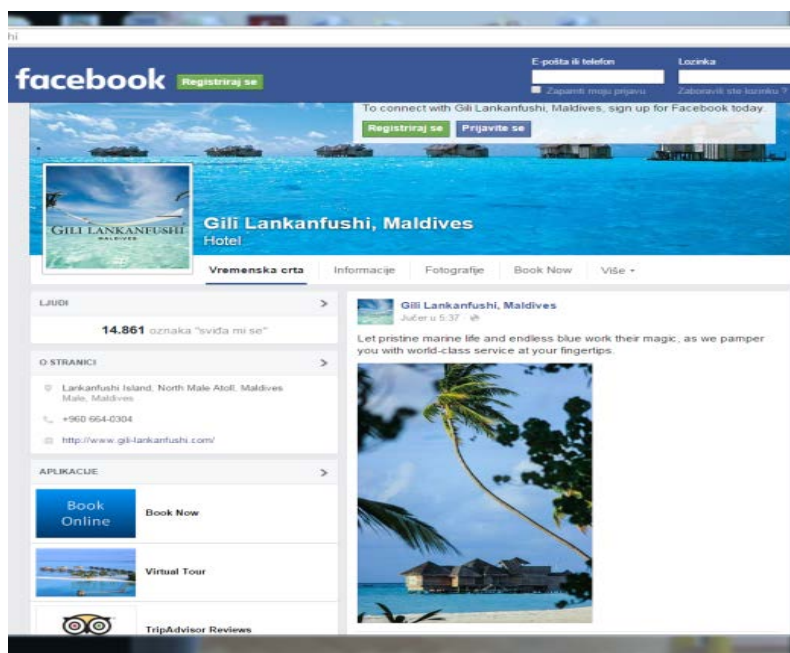 hi
facebook
Registriraj se
E-pošta ili telefon
Lozinka
Zapamti moju prijavu
Zaboravili ste lozinku ?
To connect with Gili Lankanfushi, Maldives, sign up for Facebook today.
Registriraj se
Prijavite se
GILI LANKANFUSHI
MALDIVES
Gili Lankanfushi, Maldives
Hotel
Vremenska crta
Informacije
Fotografije
Book Now
Više
LJUDI
14.861 oznaka "sviđa mi se"
O STRANICI
Lankanfushi Island, North Male Atoll, Maldives
Male, Maldives
+960 664-0304
http://www.gili-lankanfushi.com/
APLIKACIJE
Book
Online
Book Now
Virtual Tour
TripAdvisor Reviews
Gili Lankanfushi, Maldives
Jučer u 5:37
Let pristine marine life and endless blue work their magic, as we pamper
you with world-class service at your fingertips.